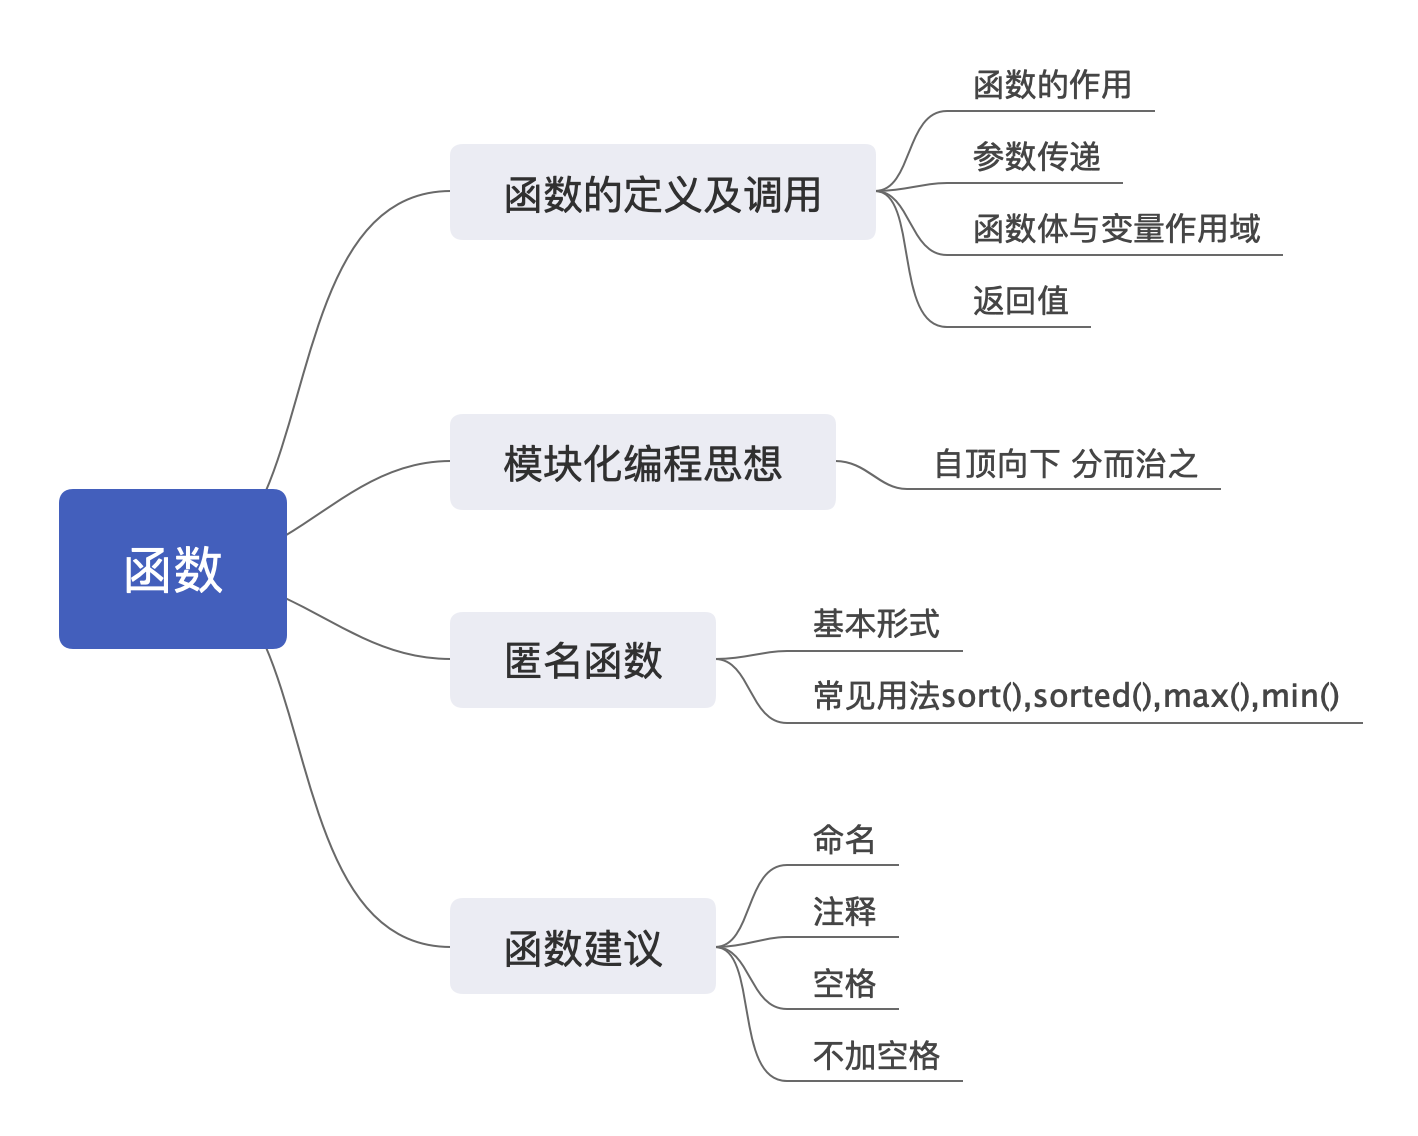 函数
函数的定义及调用
函数的作用
参数传递
函数体与变量作用域
返回值
模块化编程思想
自顶向下 分而治之
匿名函数
基本形式
常见用法sort(),sorted(),max(),min()
函数建议
命名
注释
空格
不加空格